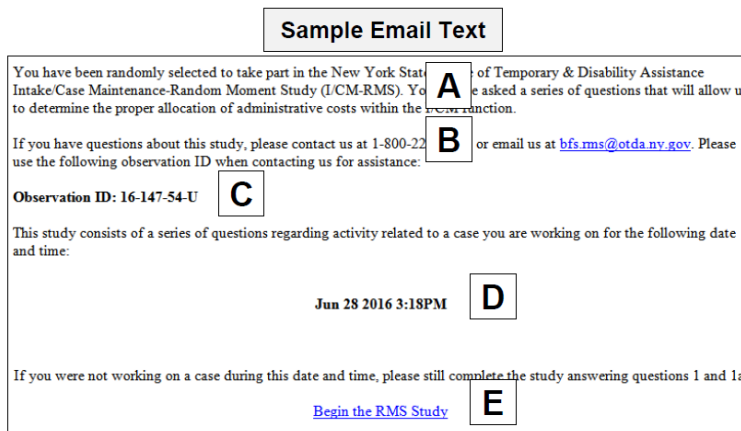 Sample Email Text
You have been randomly selected to take part in the New York State A e of Temporary & Disability Assistance
Intake/Case Maintenance-Random Moment Study (I/CM-RMS). Yo e asked a series of questions that will allow u
to determine the proper allocation of administrative costs within the I/CM function.
If you have questions about this study, please contact us at 1-800-22 B or email us at bfs.rms@otda.ny.gov. Please
use the following observation ID when contacting us for assistance:
Observation ID: 16-147-54-U C
This study consists of a series of questions regarding activity related to a case you are working on for the following date
and time:
Jun 28 2016 3:18PM D
If you were not working on a case during this date and time, please still complete the study answering questions 1 and 1a
Begin the RMS Study E